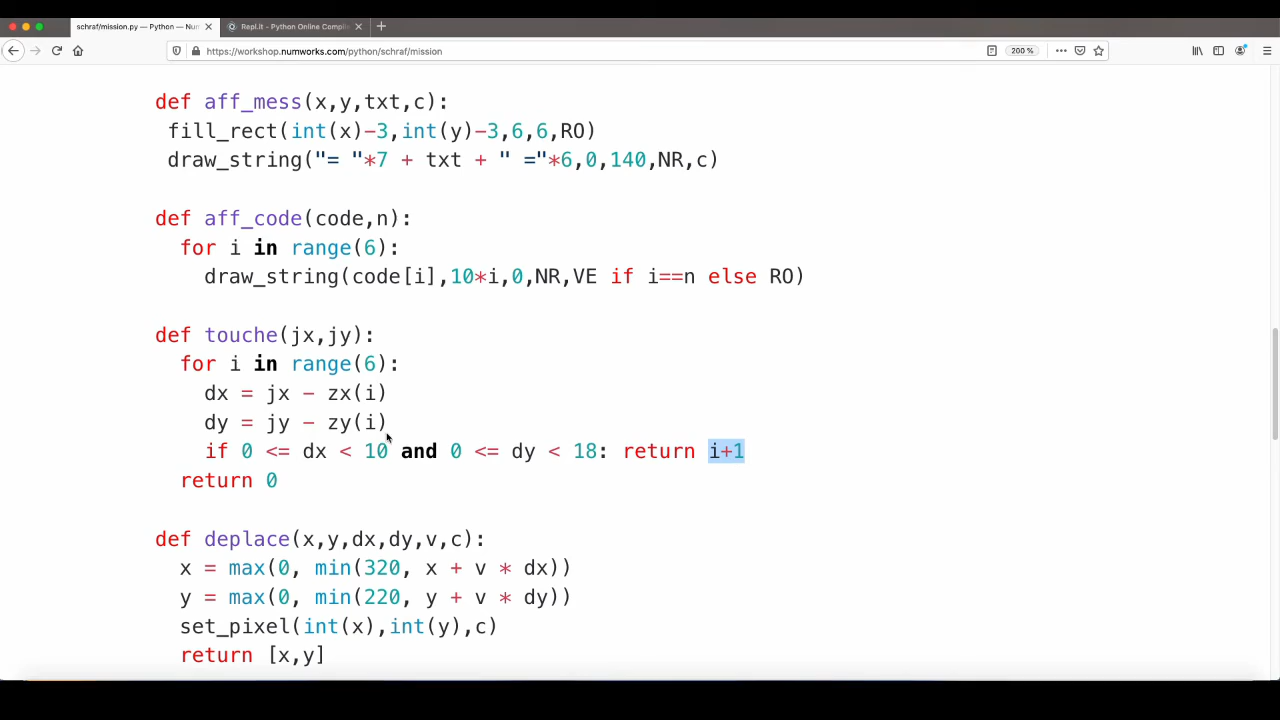 schraf/mission.py — Python — Num
Repl.it - Python Online Compile
https://workshop.numworks.com/python/schraf/mission
200 %
def aff_mess(x,y,txt,c):
fill_rect(int(x)-3,int(y)-3,6,6,RO)
draw_string("= "*7 + txt + " ="*6,0,140,NR,c)
def aff_code(code,n):
for i in range(6):
draw_string(code[i],10*i,0,NR,VE if i==n else RO)
def touche(jx,jy):
for i in range(6):
dx = jx - zx(i)
dy = jy - zy(i)
if 0 <= dx < 10 and 0 <= dy < 18: return i+1
return 0
def deplace(x,y,dx,dy,v,c):
x = max(0, min(320, x + v * dx))
y = max(0, min(220, y + v * dy))
set_pixel(int(x),int(y),c)
return [x,y]